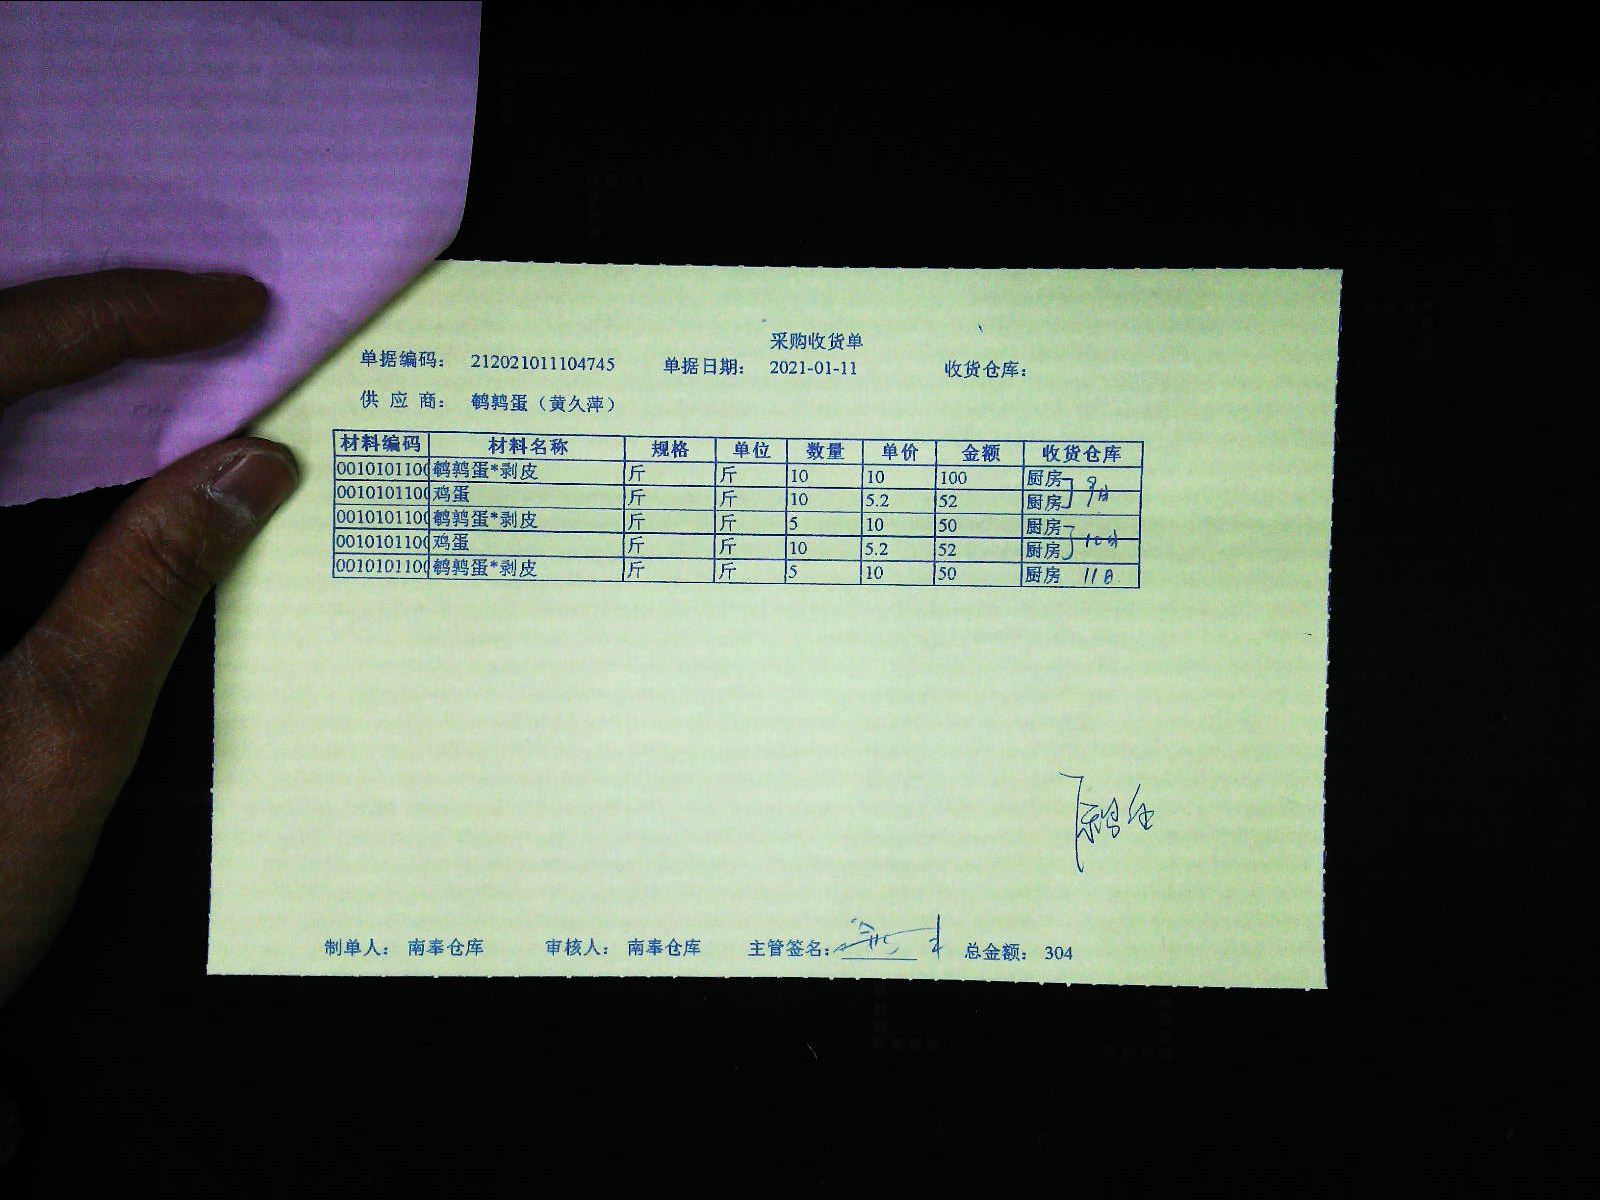 采购收货单
单据编码： 212021011104745 单据日期： 2021-01-11 收货仓库：
供 应 商： 鹌鹑蛋（黄久萍）
材料编码 材料名称 规格 单位 数量 单价 金额 收货仓库
0010101100 鹌鹑蛋*剥皮 斤 斤 10 10 100 厨房 9日
0010101100 鸡蛋 斤 斤 10 5.2 52 厨房
0010101100 鹌鹑蛋*剥皮 斤 斤 5 10 50 厨房 10日
0010101100 鸡蛋 斤 斤 10 5.2 52 厨房
0010101100 鹌鹑蛋*剥皮 斤 斤 5 10 50 厨房 11日
制单人： 南奉仓库 审核人： 南奉仓库 主管签名： 总金额： 304